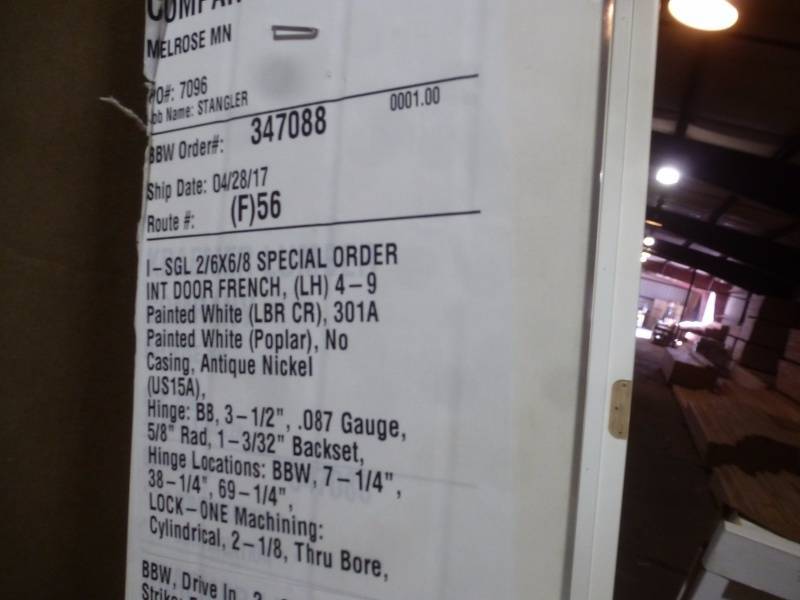 COMPAN
MELROSE MN
PO#: 7096
Job Name: STANGLER 0001.00
BBW Order#: 347088
Ship Date: 04/28/17
Route #: (F)56
I-SGL 2/6X6/8 SPECIAL ORDER
INT DOOR FRENCH, (LH) 4-9
Painted White (LBR CR), 301A
Painted White (Poplar), No
Casing, Antique Nickel
(US15A),
Hinge: BB, 3-1/2", .087 Gauge,
5/8" Rad, 1-3/32" Backset,
Hinge Locations: BBW, 7-1/4",
38-1/4", 69-1/4",
LOCK-ONE Machining:
Cylindrical, 2-1/8, Thru Bore,
BBW, Drive In
Strike: